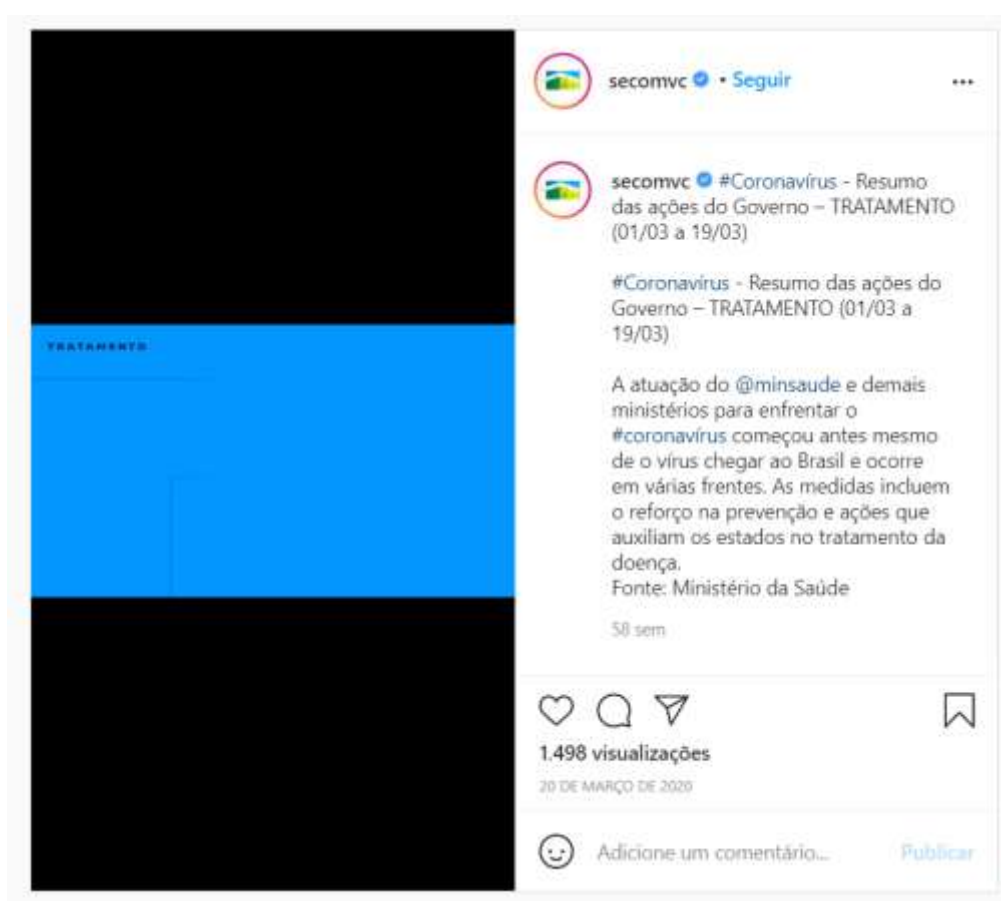 secomvc • Seguir
secomvc #Coronavírus - Resumo
das ações do Governo – TRATAMENTO
(01/03 a 19/03)
#Coronavírus - Resumo das ações do
Governo – TRATAMENTO (01/03 a
19/03)
A atuação do @minsaude e demais
ministérios para enfrentar o
#coronavírus começou antes mesmo
de o vírus chegar ao Brasil e ocorre
em várias frentes. As medidas incluem
o reforço na prevenção e ações que
auxiliam os estados no tratamento da
doença.
Fonte: Ministério da Saúde
58 sem
TRATAMENTO
1.498 visualizações
20 DE MARÇO DE 2020
Adicione um comentário... Publicar